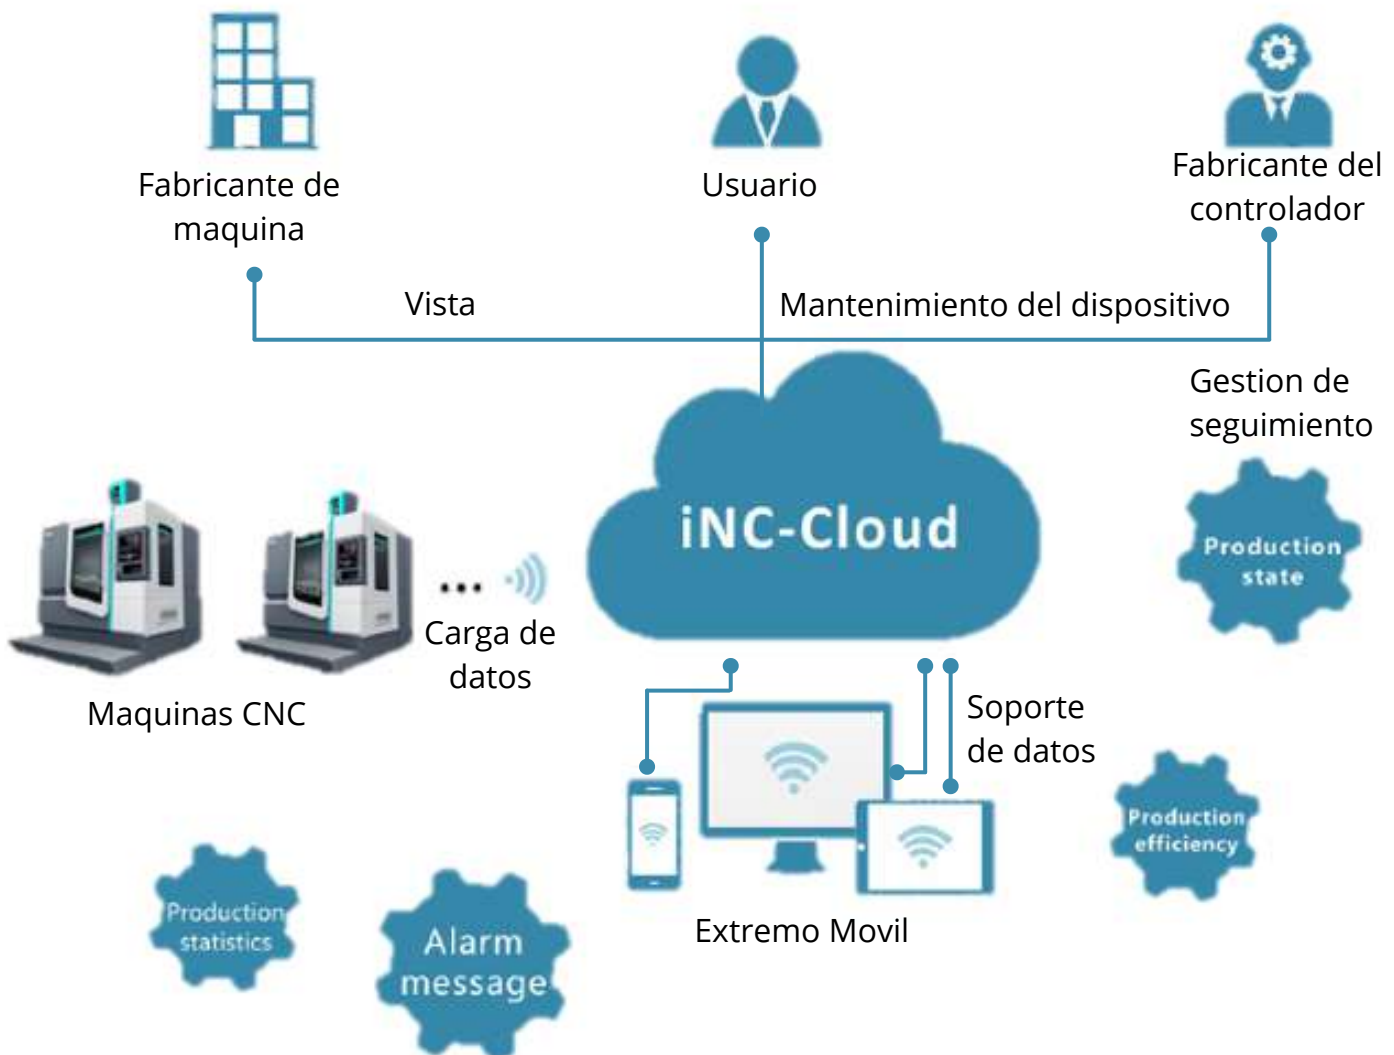 Fabricante de
maquina
Usuario
Fabricante del
controlador
Vista
Mantenimiento del dispositivo
Gestion de
seguimiento
iNC-Cloud
Production
state
Carga de
datos
Maquinas CNC
Soporte
de datos
Production
efficiency
Extremo Movil
Production
statistics
Alarm
message